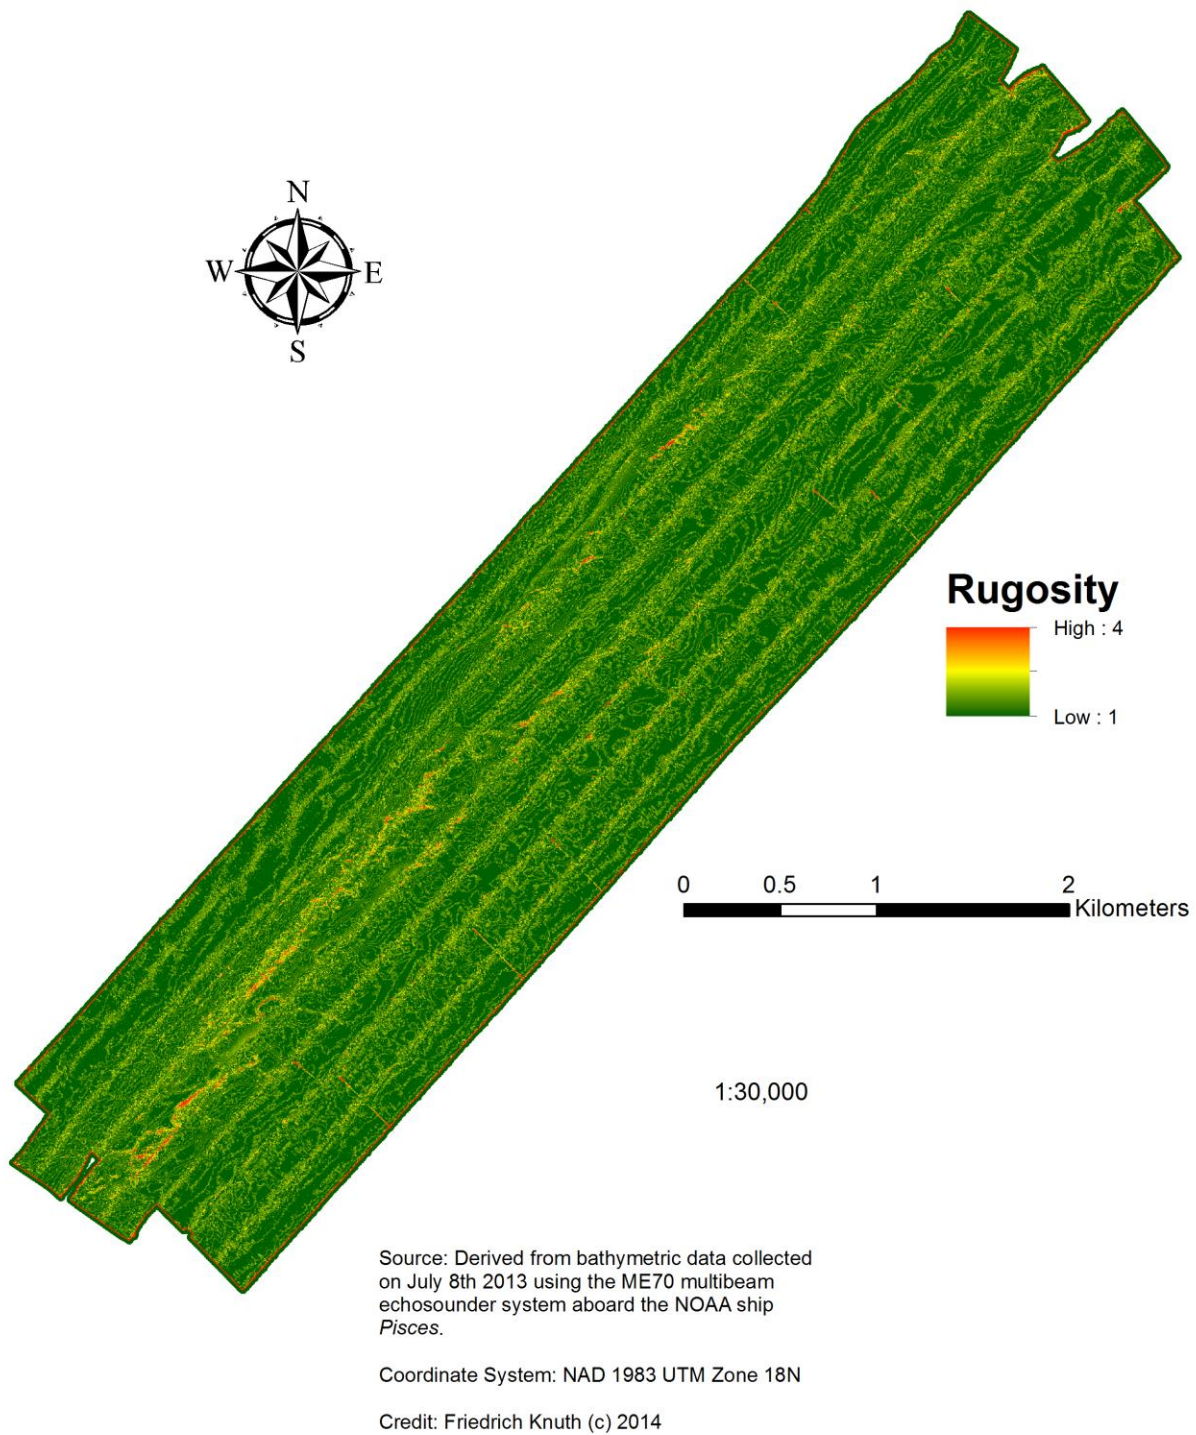 N
W
E
S
Rugosity
High : 4
Low : 1
0 0.5 1 2
Kilometers
1:30,000
Source: Derived from bathymetric data collected
on July 8th 2013 using the ME70 multibeam
echosounder system aboard the NOAA ship
Pisces.
Coordinate System: NAD 1983 UTM Zone 18N
Credit: Friedrich Knuth (c) 2014